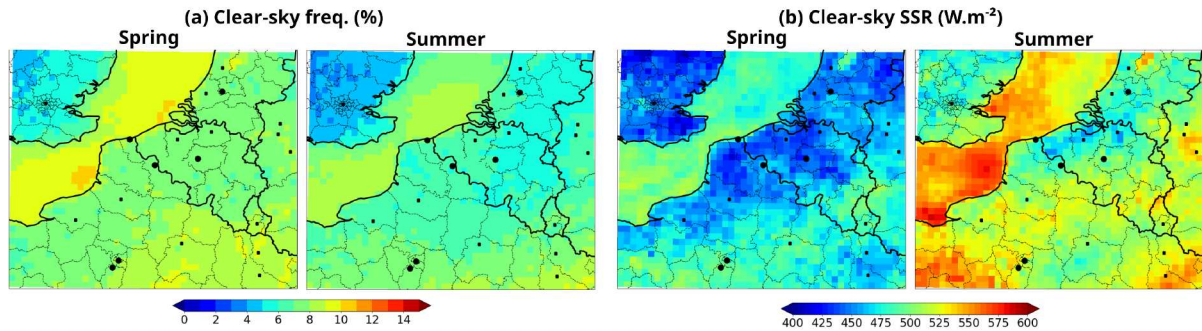 (a) Clear-sky freq. (%)
(b) Clear-sky SSR (W.m⁻²)
Spring
Summer
Spring
Summer
0 2 4 6 8 10 12 14
400 425 450 475 500 525 550 575 600